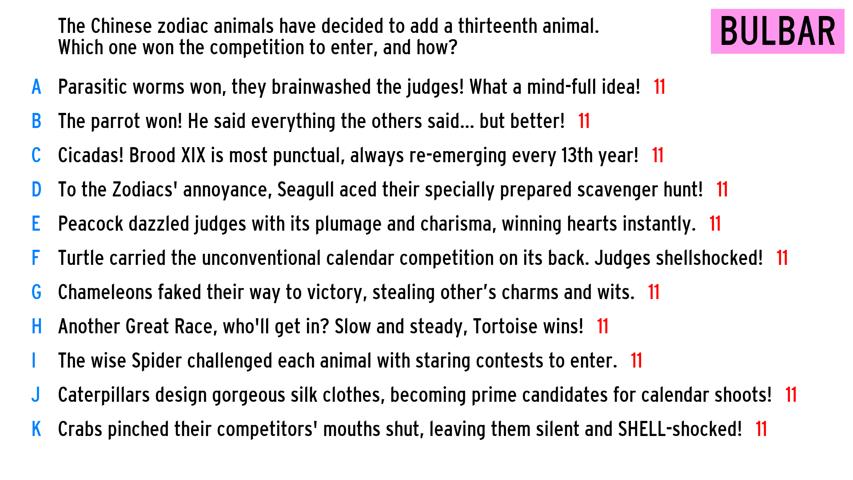 The Chinese zodiac animals have decided to add a thirteenth animal.
Which one won the competition to enter, and how?
BULBAR
A Parasitic worms won, they brainwashed the judges! What a mind-full idea! 11
B The parrot won! He said everything the others said... but better! 11
C Cicadas! Brood XIX is most punctual, always re-emerging every 13th year! 11
D To the Zodiacs' annoyance, Seagull aced their specially prepared scavenger hunt! 11
E Peacock dazzled judges with its plumage and charisma, winning hearts instantly. 11
F Turtle carried the unconventional calendar competition on its back. Judges shellshocked! 11
G Chameleons faked their way to victory, stealing other’s charms and wits. 11
H Another Great Race, who'll get in? Slow and steady, Tortoise wins! 11
I The wise Spider challenged each animal with staring contests to enter. 11
J Caterpillars design gorgeous silk clothes, becoming prime candidates for calendar shoots! 11
K Crabs pinched their competitors' mouths shut, leaving them silent and SHELL-shocked! 11